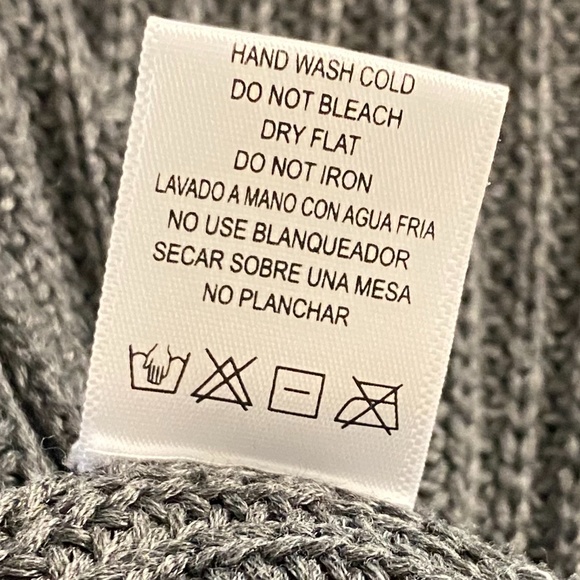 HAND WASH COLD
DO NOT BLEACH
DRY FLAT
DO NOT IRON
LAVADO A MANO CON AGUA FRIA
NO USE BLANQUEADOR
SECAR SOBRE UNA MESA
NO PLANCHAR